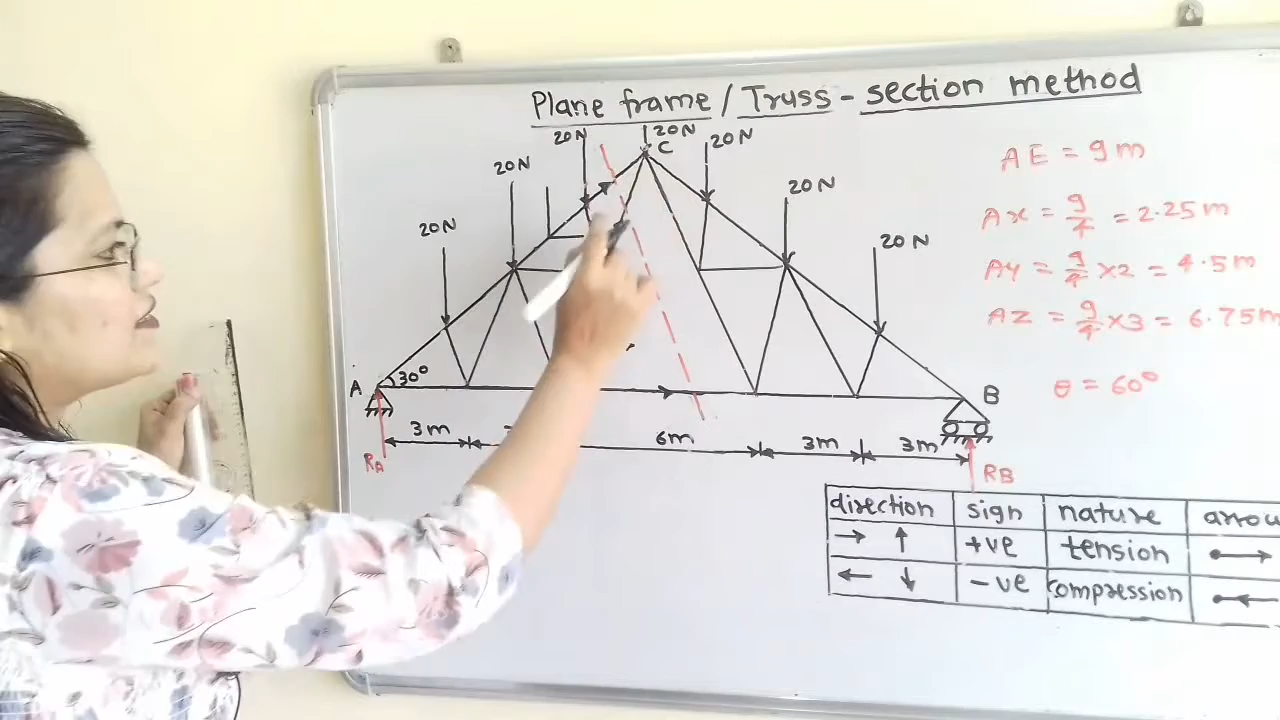 Plane frame / Truss - section method
20N
20N
20N
20N
20N
20N
20N
C
A
30°
B
3m
6m
3m
3m
RA
RB
AE = 9m
Ax = 9/4 = 2.25m
Ay = 9/4 x2 = 4.5m
AZ = 9/4 x3 = 6.75m
θ = 60°
direction sign nature
→ ↑ +ve tension
← ↓ -ve compression